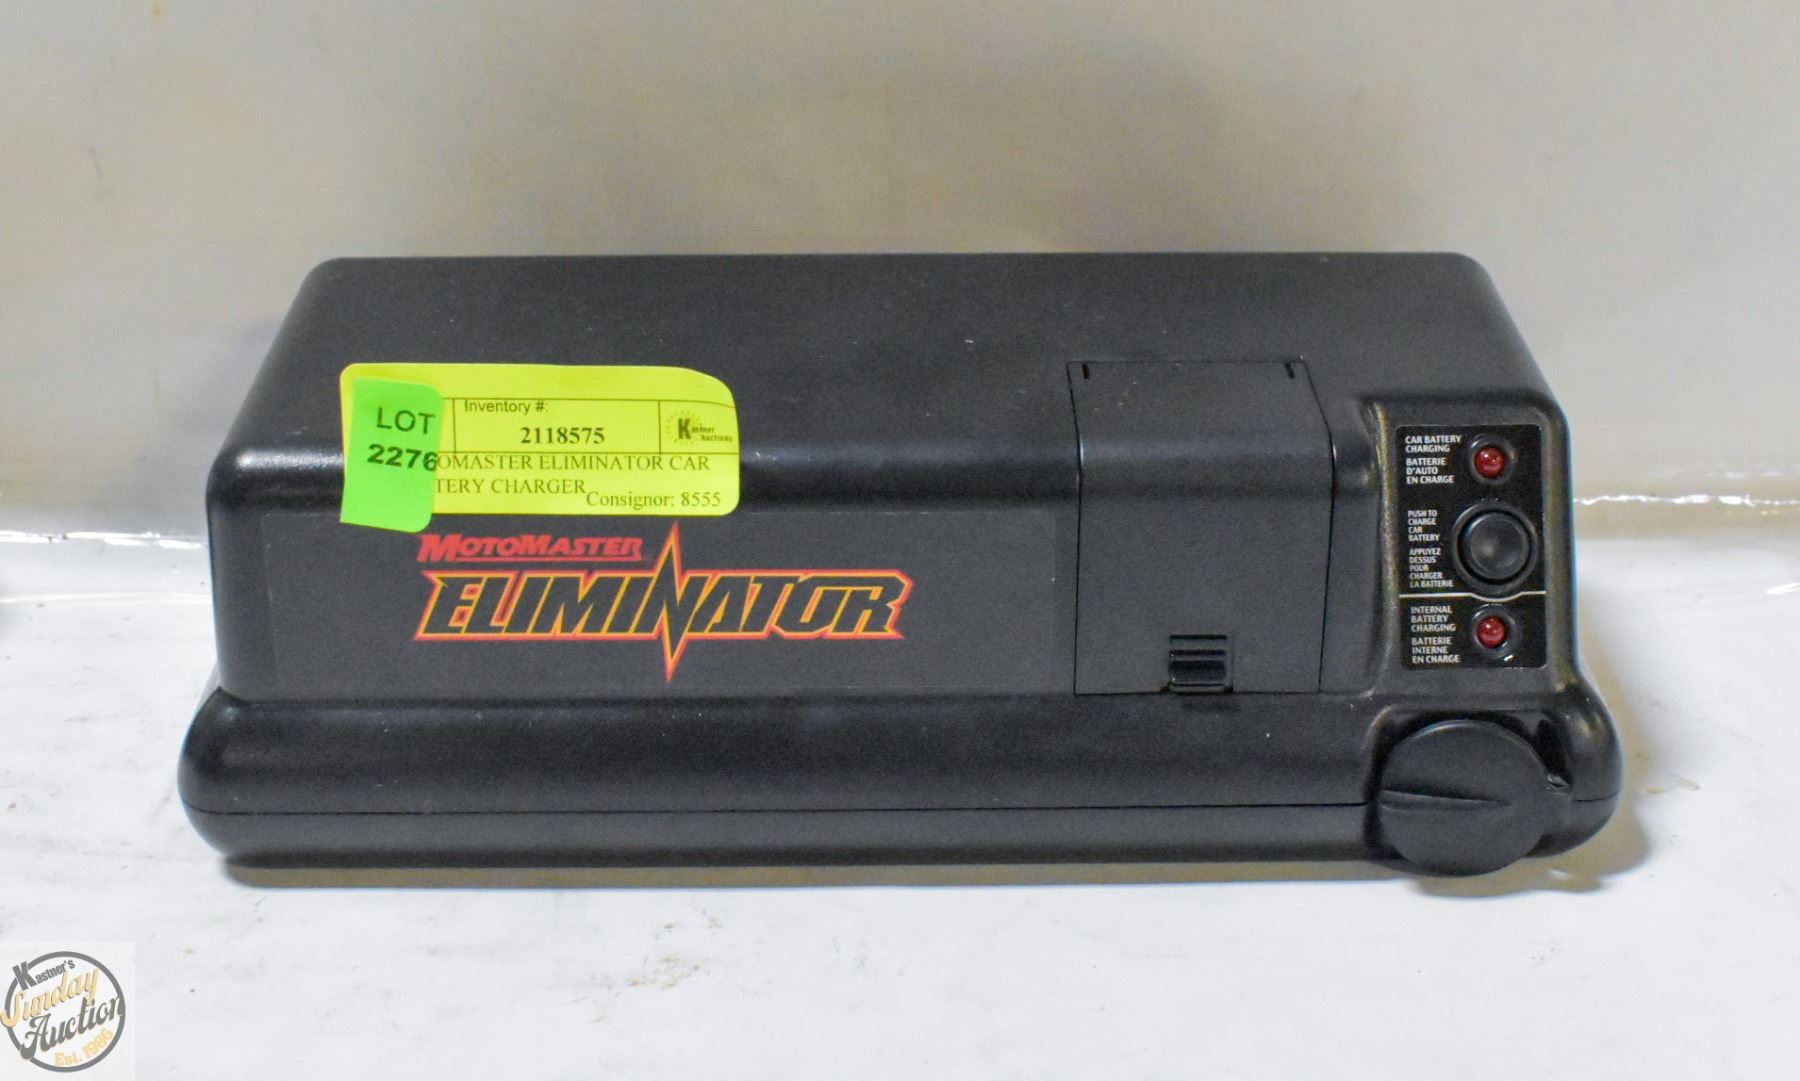 LOT
2276
Inventory #:
2118575
Kastner
Auctions
OMASTER ELIMINATOR CAR
TERY CHARGER
Consignor: 8555
MOTOMASTER
ELIMINATOR
CAR BATTERY
CHARGING
BATTERIE
D'AUTO
EN CHARGE
PUSH TO
CHARGE
CAR
BATTERY
APPUYEZ
DESSUS
POUR
CHARGER
LA BATTERIE
INTERNAL
BATTERY
CHARGING
BATTERIE
INTERNE
EN CHARGE
Kastner's
Sunday
Auction
Est. 1986